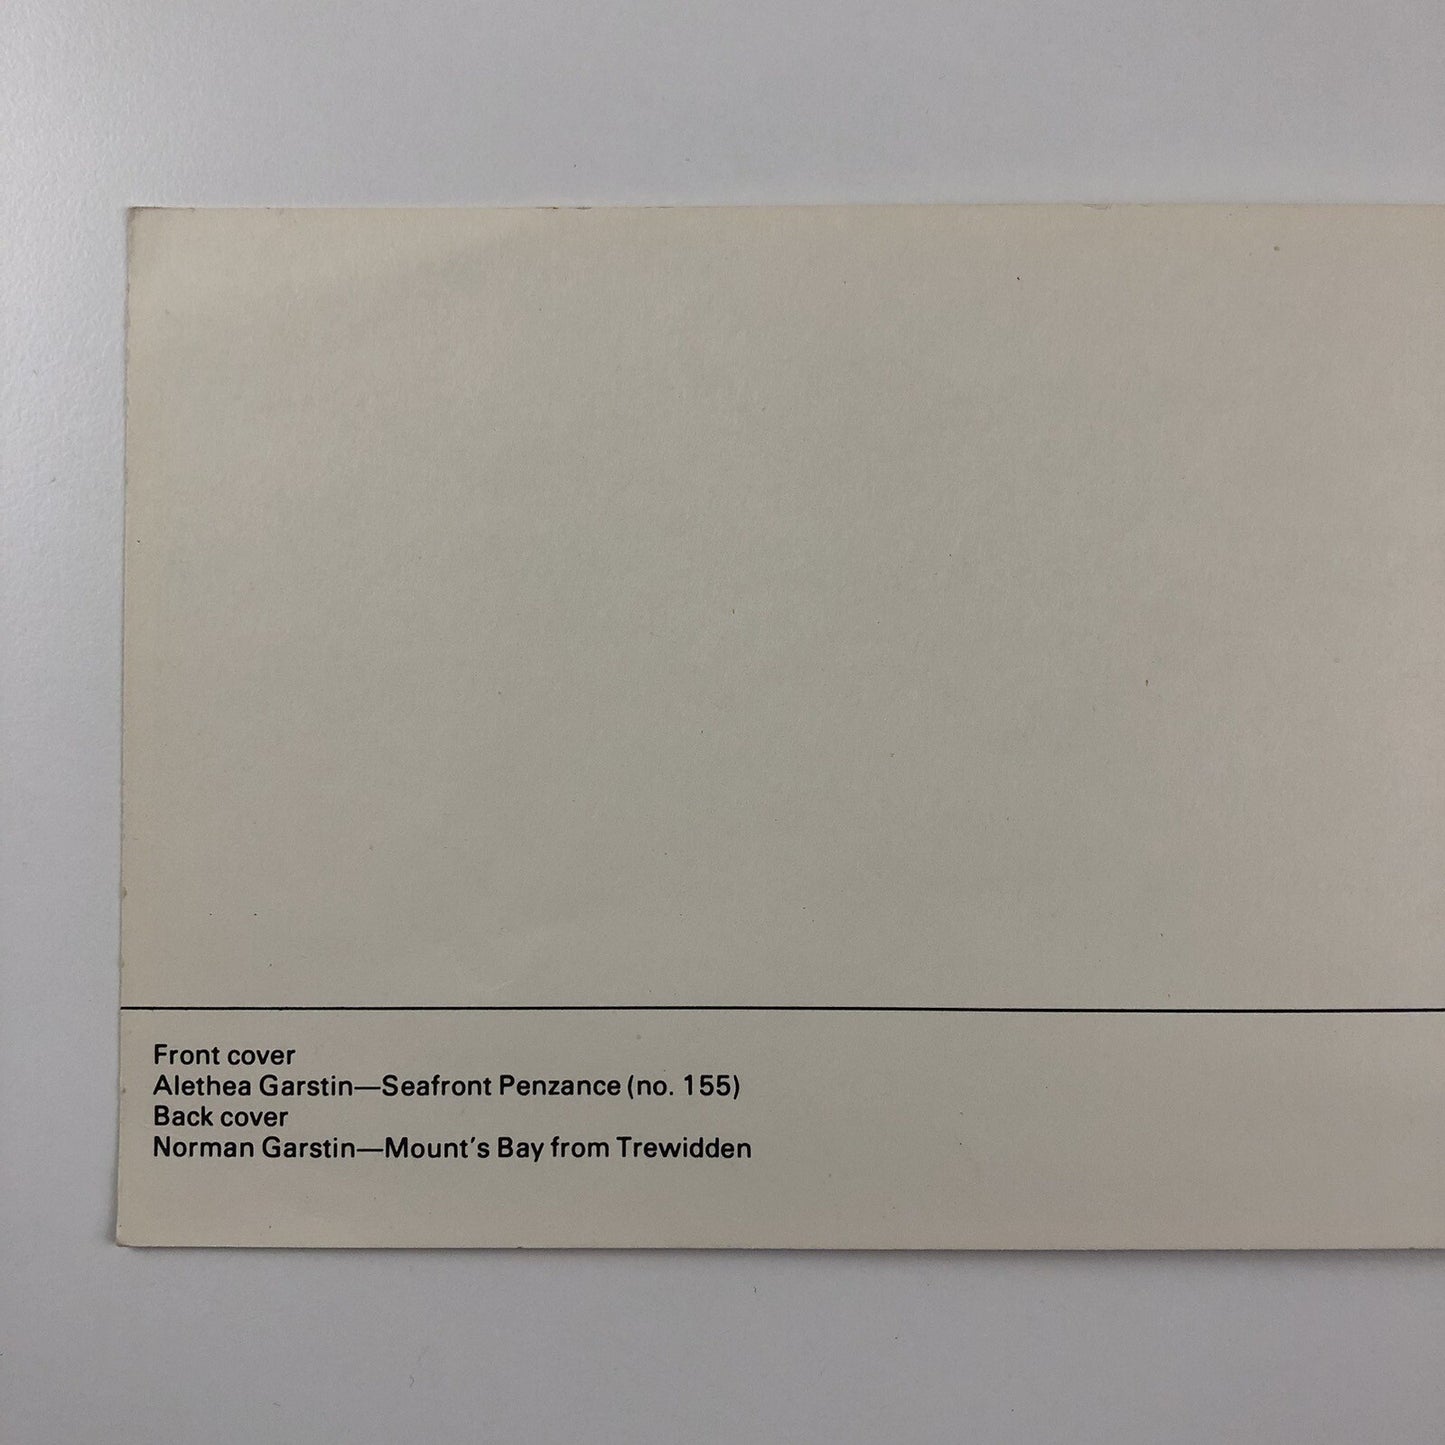 Front cover
Alethea Garstin—Seafront Penzance (no. 155)
Back cover
Norman Garstin—Mount's Bay from Trewidden